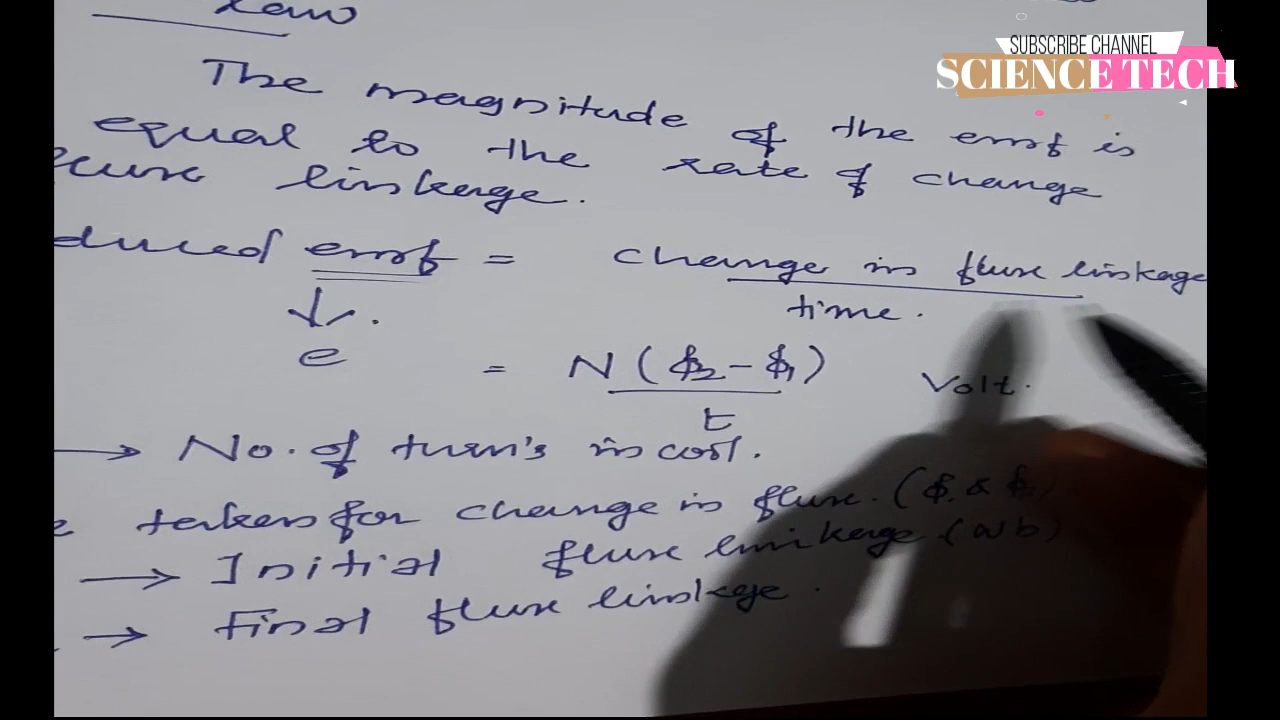 Law
SUBSCRIBE CHANNEL
SCIENCE TECH
The magnitude of the emf is
equal to the rate of change
flux linkage.
duced emf = change in flux linkage
time.
e = N(ϕ2 - ϕ1) Volt.
t
→ No. of turn's in coil.
taken for change in flux. (ϕ1 & ϕ2)
→ Initial flux linkage. (wb)
→ Final flux linkage.